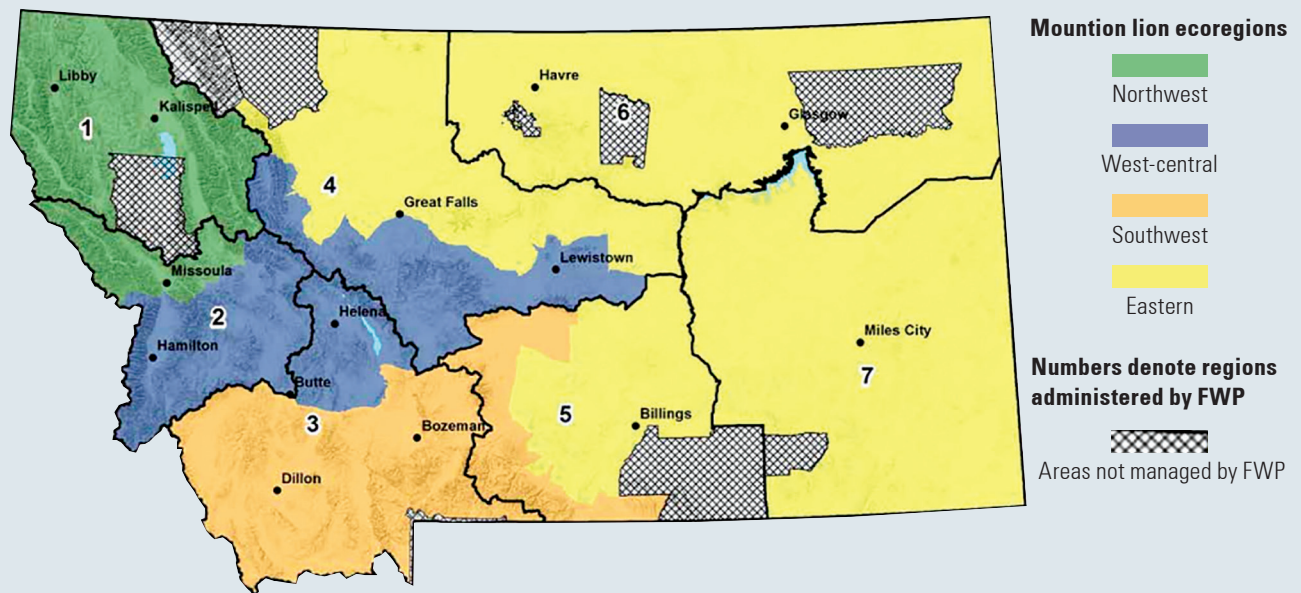 Mountion lion ecoregions
Northwest
West-central
Southwest
Eastern
Numbers denote regions
administered by FWP
Areas not managed by FWP
Libby
Kalispell
1
Havre
6
Glasgow
4
Great Falls
Lewistown
Missoula
2
Helena
Hamilton
Miles City
7
Butte
3
Bozeman
5
Billings
Dillon